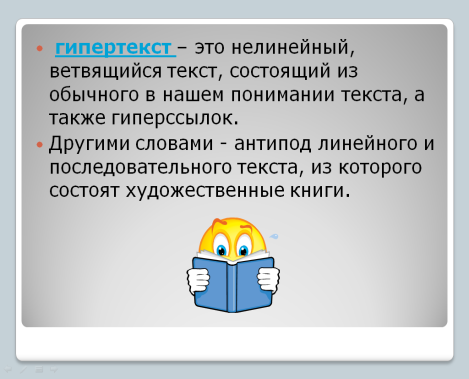 • гипертекст – это нелинейный,
ветвящийся текст, состоящий из
обычного в нашем понимании текста, а
также гиперссылок.
• Другими словами - антипод линейного и
последовательного текста, из которого
состоят художественные книги.